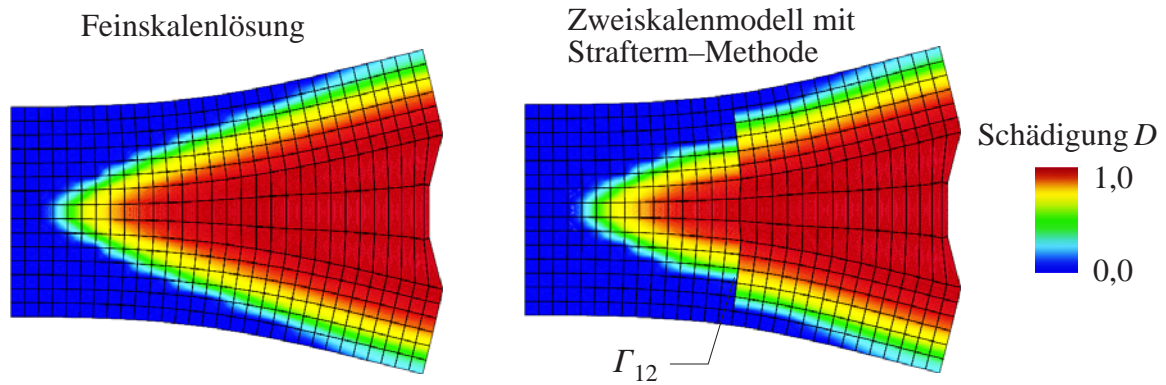 Feinskalenlösung
Zweiskalenmodell mit
Strafterm–Methode
Schädigung D
1,0
0,0
Γ12